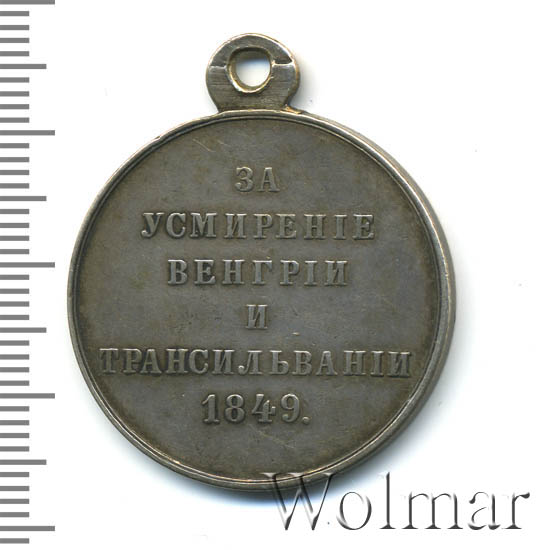 ЗА
УСМИРЕНІЕ
ВЕНГРІИ
И
ТРАНСИЛЬВАНІИ
1849.
Wolmar